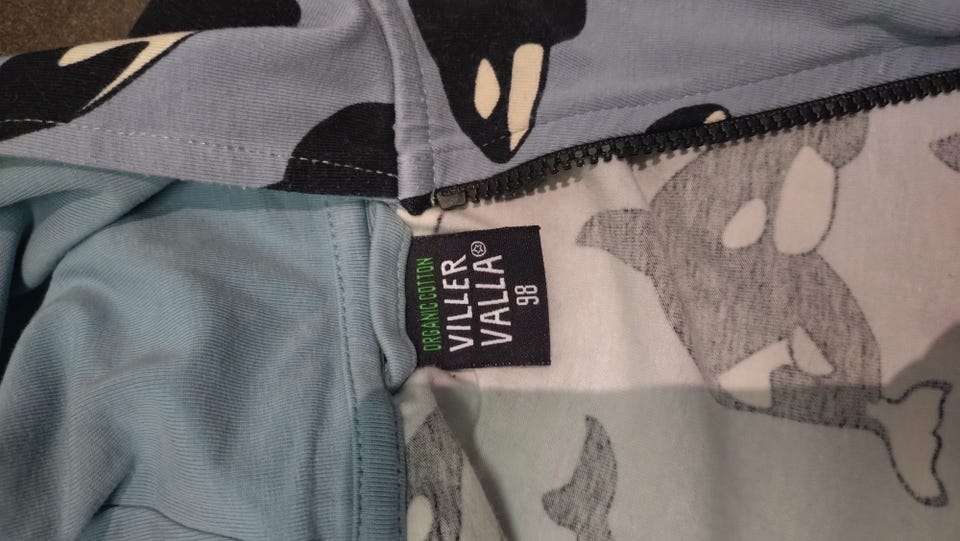 ORGANIC COTTON
VILLER
VALLA®
98